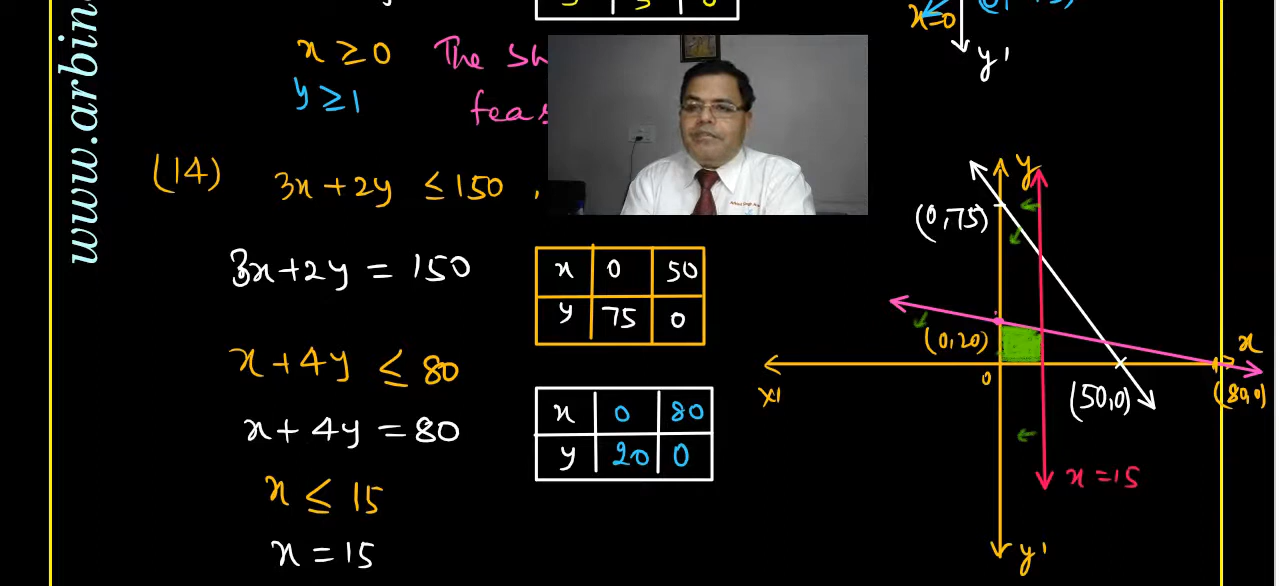 www.arbin
x ≥ 0 The sh
y ≥ 1 feas
x=0
y'
(14) 3x + 2y ≤ 150 ,
3x + 2y = 150
x 0 50
y 75 0
x + 4y ≤ 80
x + 4y = 80
x 0 80
y 20 0
x ≤ 15
x = 15
y
(0,75)
(0,20)
x
x'
0
(50,0)
(80,0)
x = 15
y'